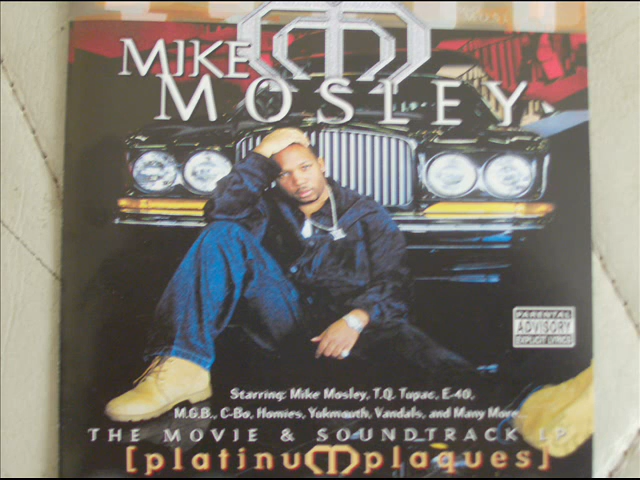 MIKE
MOSLEY
PARENTAL
ADVISORY
EXPLICIT LYRICS
Starring: Mike Mosley, T.Q. Tupac, E-40,
M.G.B., C-Bo, Homies, Yukmouth, Vandals, and Many More...
THE MOVIE & SOUNDTRACK LP
[platinuMplaques]